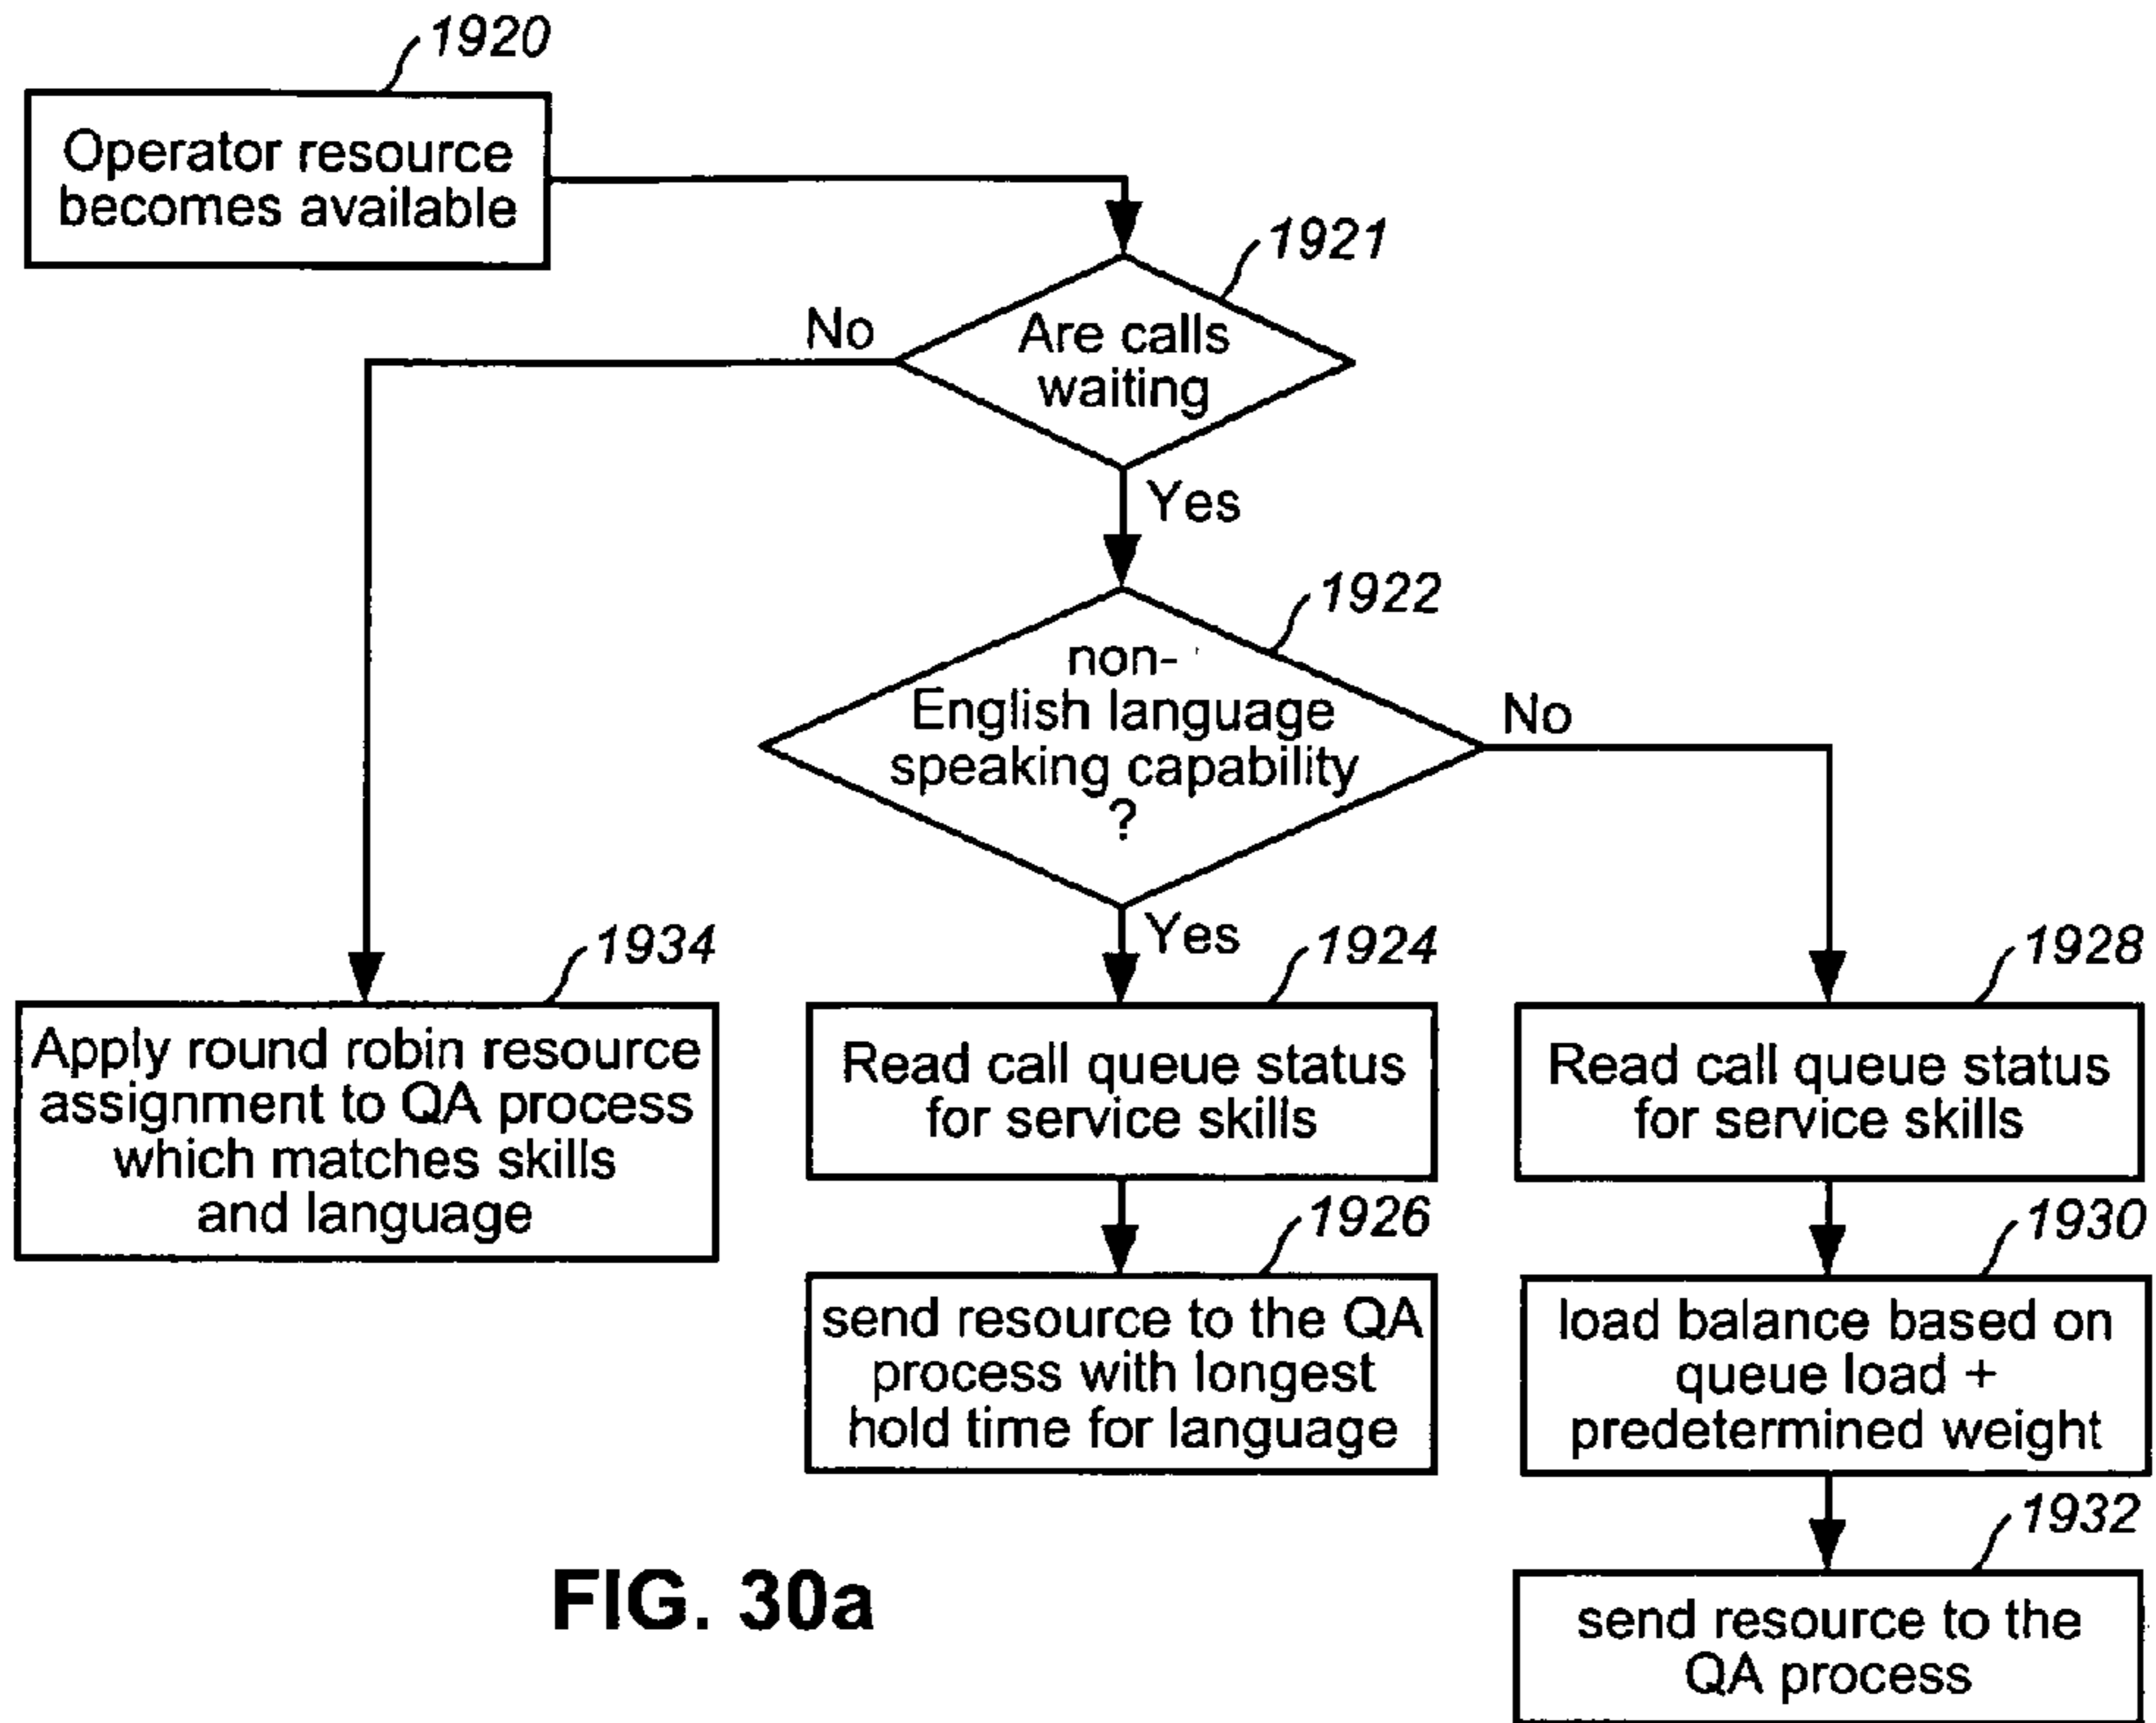 1920
Operator resource
becomes available
1921
Are calls
waiting
No
Yes
1922
non-
English language
speaking capability
?
No
Yes
1934
Apply round robin resource
assignment to QA process
which matches skills
and language
1924
Read call queue status
for service skills
1928
Read call queue status
for service skills
1926
send resource to the QA
process with longest
hold time for language
1930
load balance based on
queue load +
predetermined weight
1932
send resource to the
QA process
FIG. 30a